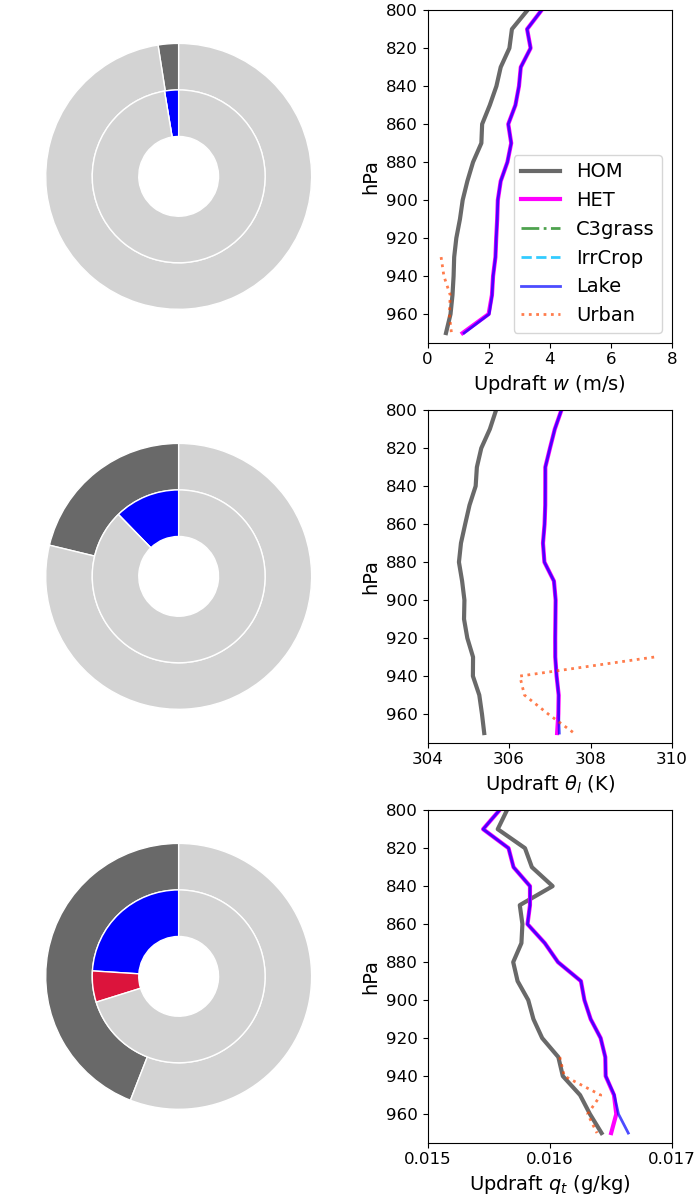 800
820
840
860
880
900
920
940
960
hPa
HOM
HET
C3grass
IrrCrop
Lake
Urban
0 2 4 6 8
Updraft w (m/s)
800
820
840
860
880
900
920
940
960
hPa
304 306 308 310
Updraft θl (K)
800
820
840
860
880
900
920
940
960
hPa
0.015 0.016 0.017
Updraft qt (g/kg)